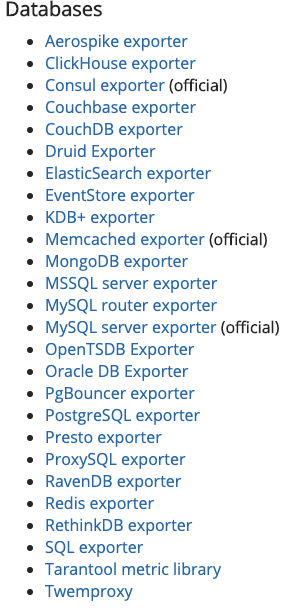 Databases
Aerospike exporter
ClickHouse exporter
Consul exporter (official)
Couchbase exporter
CouchDB exporter
Druid Exporter
ElasticSearch exporter
EventStore exporter
KDB+ exporter
Memcached exporter (official)
MongoDB exporter
MSSQL server exporter
MySQL router exporter
MySQL server exporter (official)
OpenTSDB Exporter
Oracle DB Exporter
PgBouncer exporter
PostgreSQL exporter
Presto exporter
ProxySQL exporter
RavenDB exporter
Redis exporter
RethinkDB exporter
SQL exporter
Tarantool metric library
Twemproxy